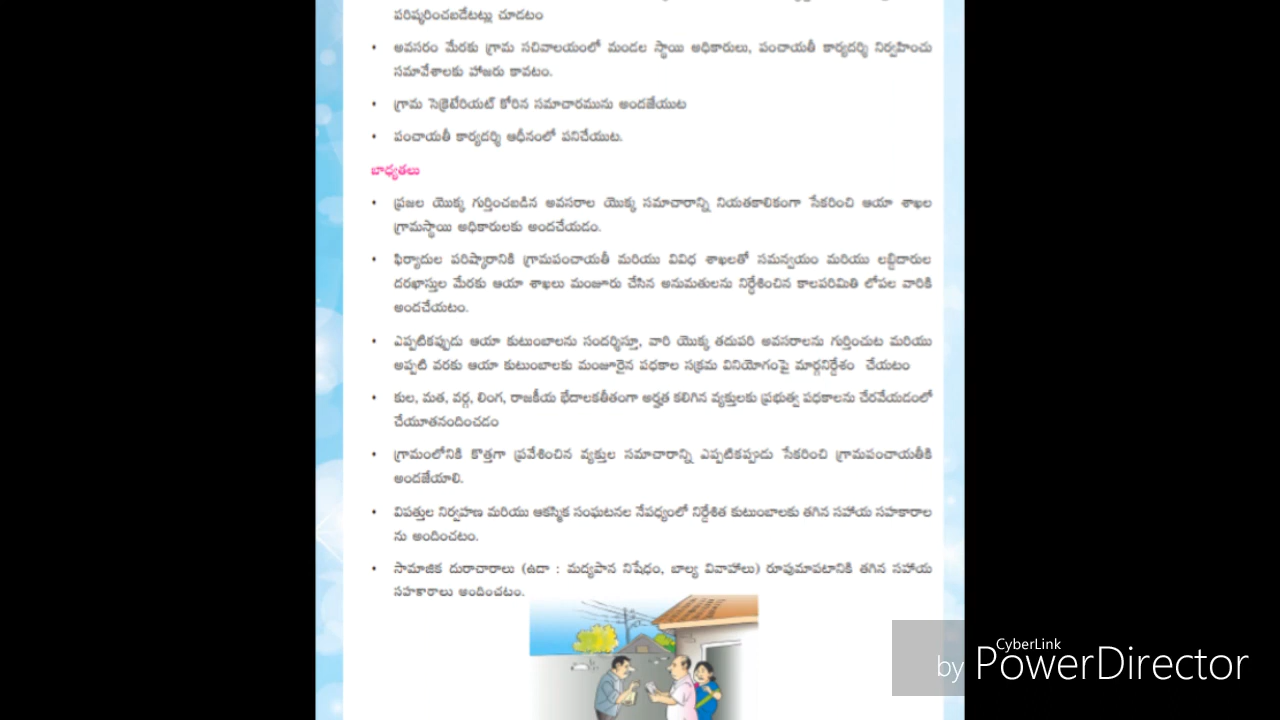 పరిష్కరించబడేటట్లు చూడటం
• అవసరం మేరకు గ్రామ సచివాలయంలో మండల స్థాయి అధికారులు, పంచాయతీ కార్యదర్శి నిర్వహించు
సమావేశాలకు హాజరు కావటం.
• గ్రామ సెక్రెటేరియట్ కోరిన సమాచారమును అందజేయుట
• పంచాయతీ కార్యదర్శి ఆధీనంలో పనిచేయుట.
బాధ్యతలు
• ప్రజల యొక్క గుర్తించబడిన అవసరాల యొక్క సమాచారాన్ని నియతకాలికంగా సేకరించి ఆయా శాఖల
గ్రామస్థాయి అధికారులకు అందచేయడం.
• ఫిర్యాదుల పరిష్కారానికి గ్రామపంచాయతీ మరియు వివిధ శాఖలతో సమన్వయం మరియు లబ్ధిదారుల
దరఖాస్తుల మేరకు ఆయా శాఖలు మంజూరు చేసిన అనుమతులను నిర్ధేశించిన కాలపరిమితి లోపల వారికి
అందచేయటం.
• ఎప్పటికప్పుడు ఆయా కుటుంబాలను సందర్శిస్తూ, వారి యొక్క తదుపరి అవసరాలను గుర్తించుట మరియు
అప్పటి వరకు ఆయా కుటుంబాలకు మంజూరైన పధకాల సక్రమ వినియోగంపై మార్గనిర్దేశం చేయటం
• కుల, మత, వర్గ, లింగ, రాజకీయ భేదాలకతీతంగా అర్హత కలిగిన వ్యక్తులకు ప్రభుత్వ పధకాలను చేరవేయడంలో
చేయూతనందించడం
• గ్రామంలోనికి కొత్తగా ప్రవేశించిన వ్యక్తుల సమాచారాన్ని ఎప్పటికప్పుడు సేకరించి గ్రామపంచాయతీకి
అందజేయాలి.
• విపత్తుల నిర్వహణ మరియు ఆకస్మిక సంఘటనల నేపధ్యంలో నిర్దేశిత కుటుంబాలకు తగిన సహాయ సహకారాల
ను అందించటం.
• సామాజిక దురాచారాలు (ఉదా : మద్యపాన నిషేధం, బాల్య వివాహాలు) రూపుమాపటానికి తగిన సహాయ
సహకారాలు అందించటం.
by CyberLink PowerDirector